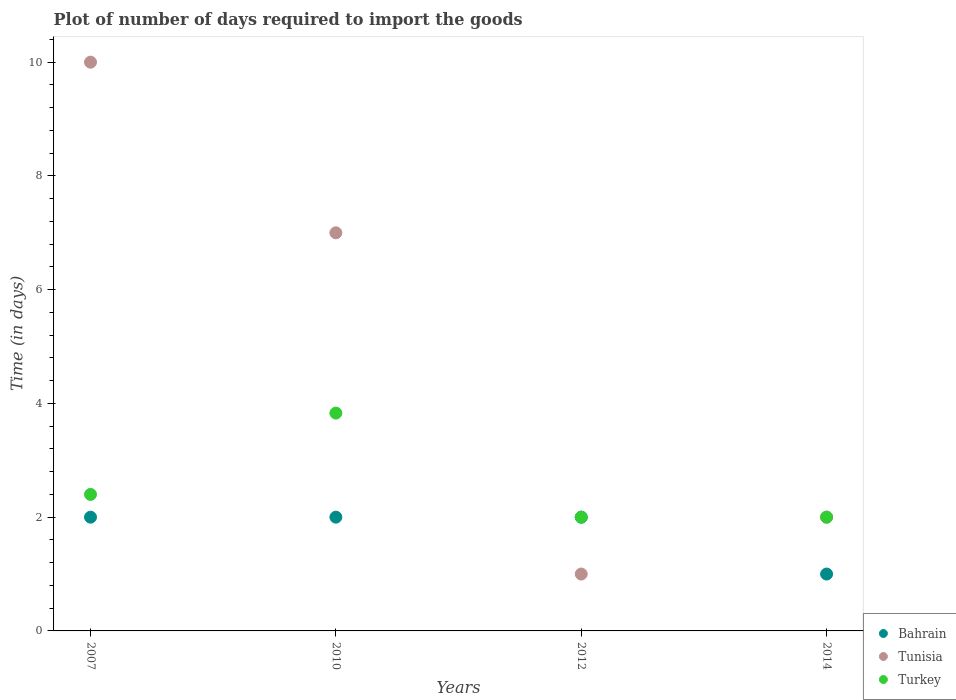 Plot of number of days required to import the goods
Time (in days)
10
8
6
4
2
0
2007
2010
2012
2014
Years
Bahrain
Tunisia
Turkey